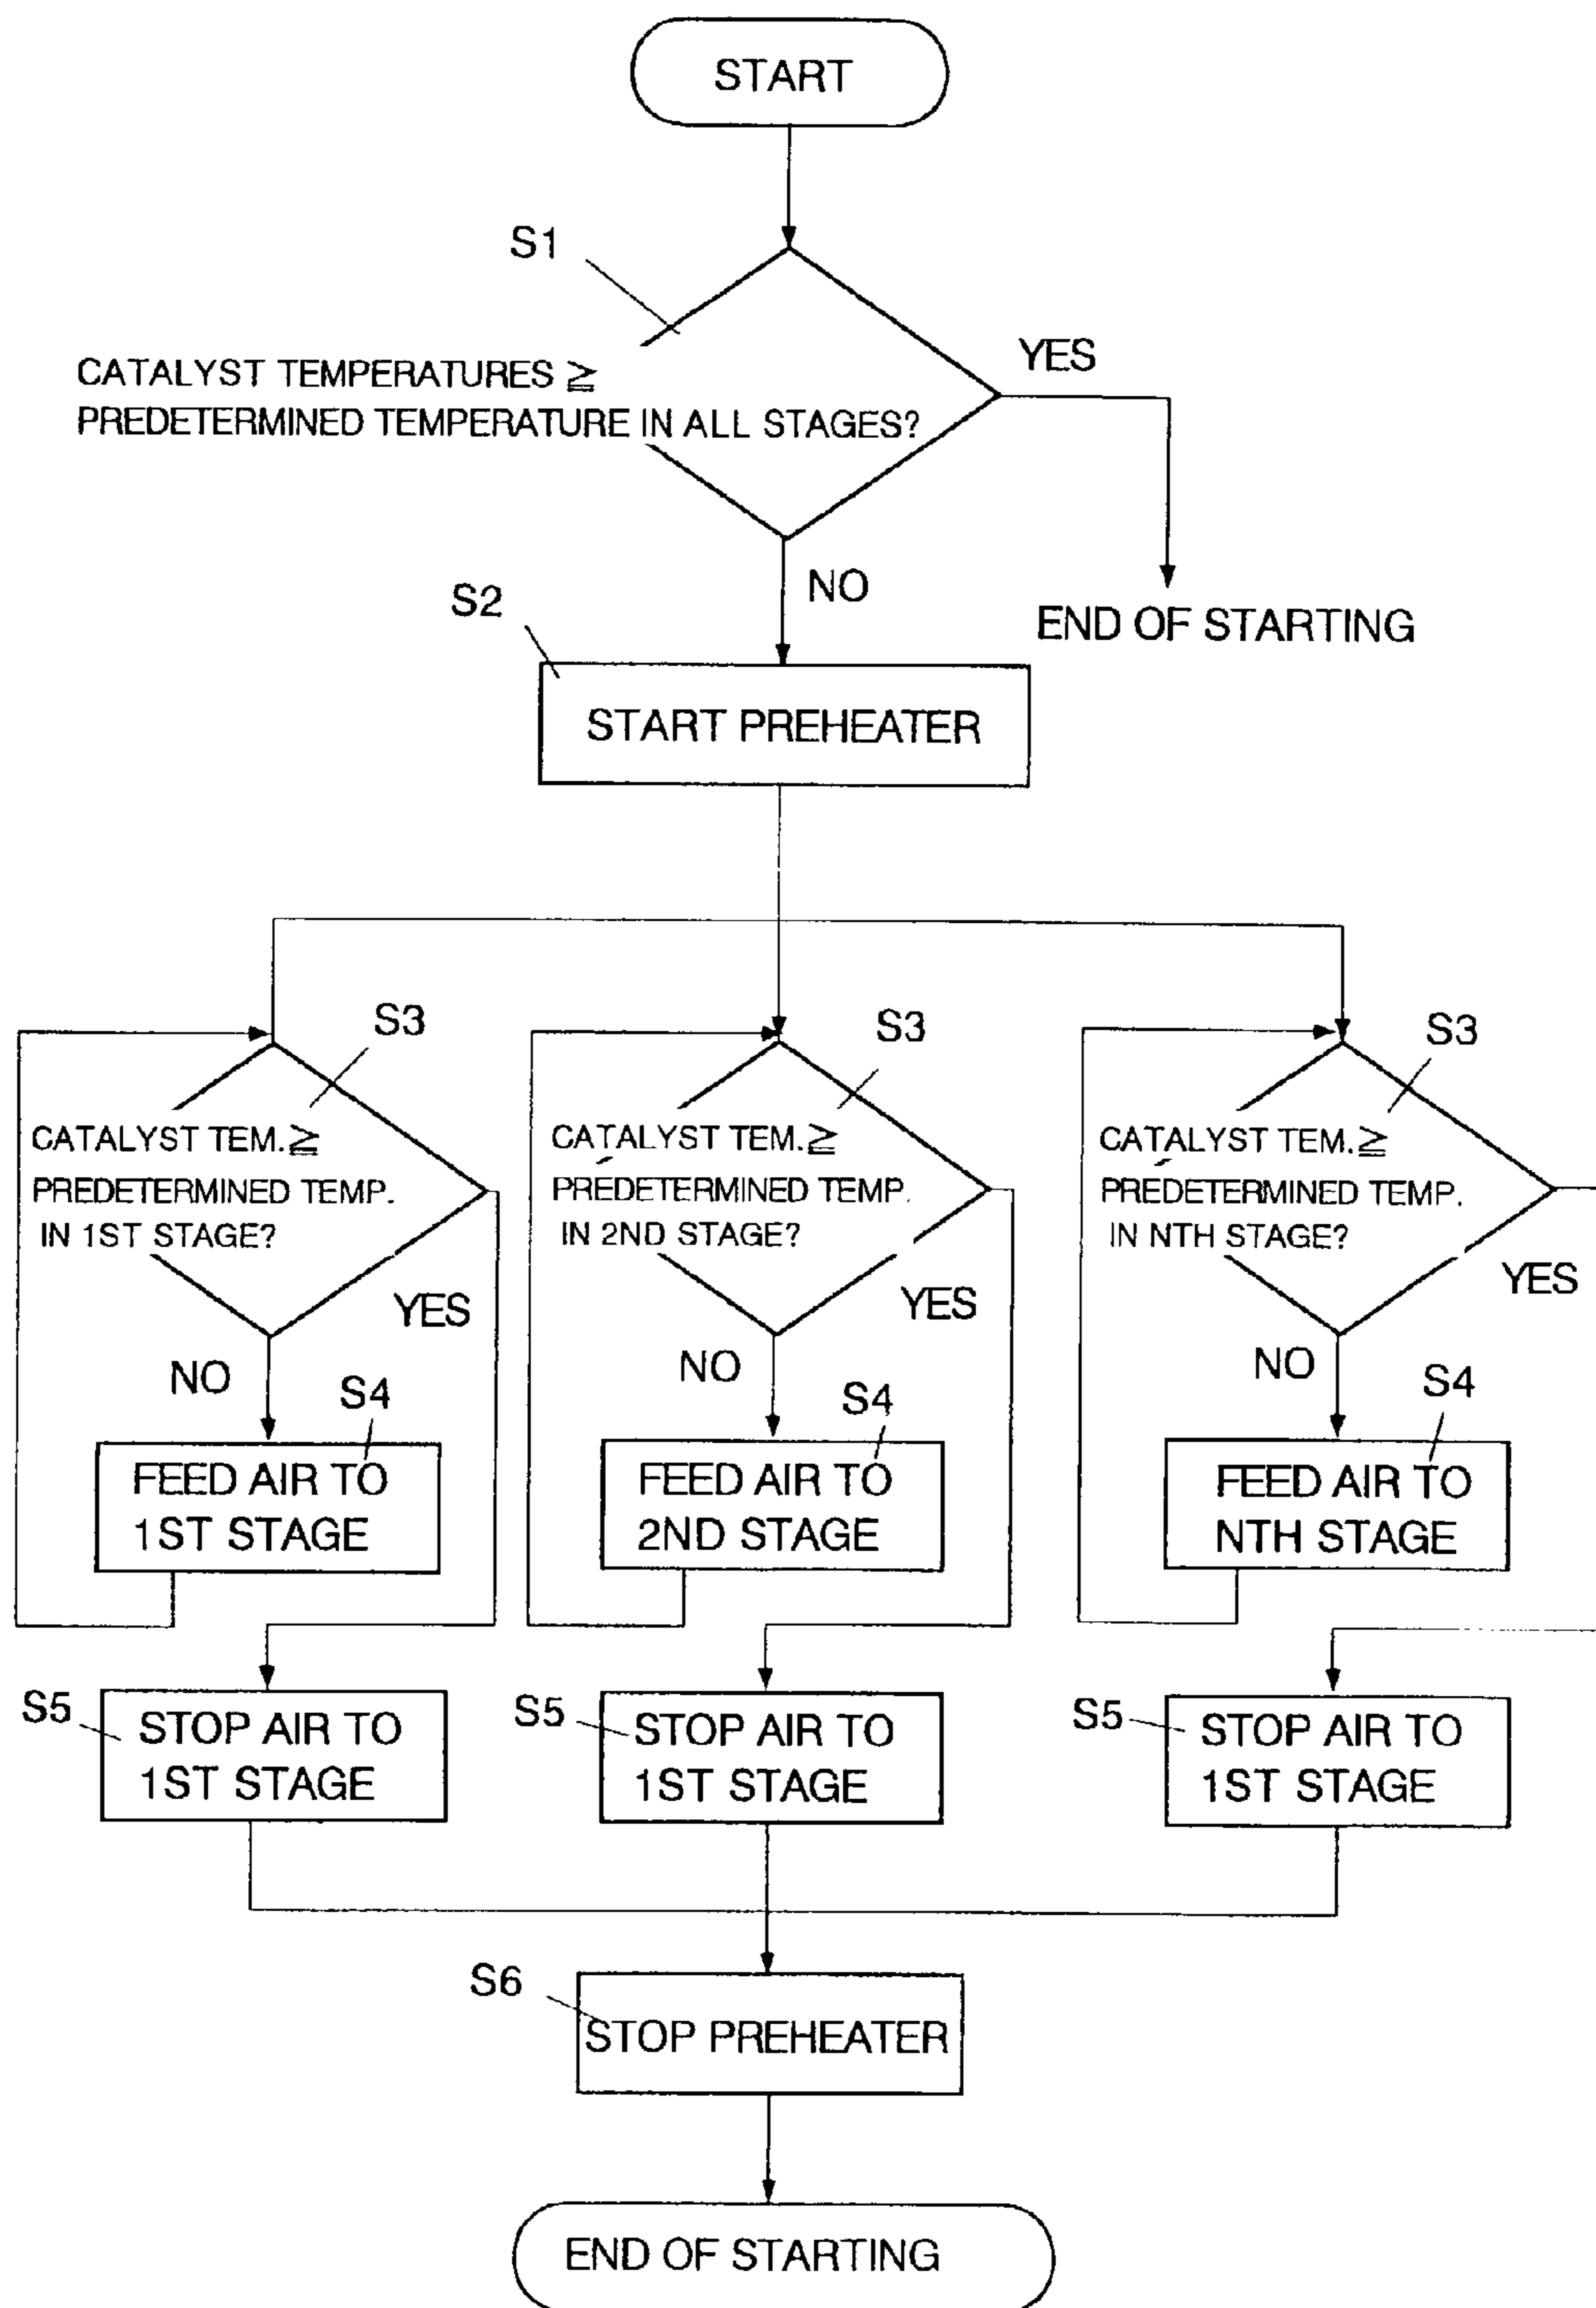 START
S1
CATALYST TEMPERATURES ≧
PREDETERMINED TEMPERATURE IN ALL STAGES?
YES
NO
END OF STARTING
S2
START PREHEATER
S3
CATALYST TEM.≧
PREDETERMINED TEMP.
IN 1ST STAGE?
YES
NO
S4
FEED AIR TO
1ST STAGE
S5
STOP AIR TO
1ST STAGE
S3
CATALYST TEM.≧
PREDETERMINED TEMP.
IN 2ND STAGE?
YES
NO
S4
FEED AIR TO
2ND STAGE
S5
STOP AIR TO
1ST STAGE
S3
CATALYST TEM.≧
PREDETERMINED TEMP.
IN NTH STAGE?
YES
NO
S4
FEED AIR TO
NTH STAGE
S5
STOP AIR TO
1ST STAGE
S6
STOP PREHEATER
END OF STARTING